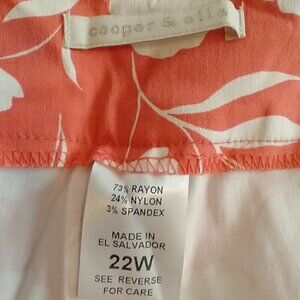 cooper & ella
73% RAYON
24% NYLON
3% SPANDEX
MADE IN
EL SALVADOR
22W
SEE REVERSE
FOR CARE